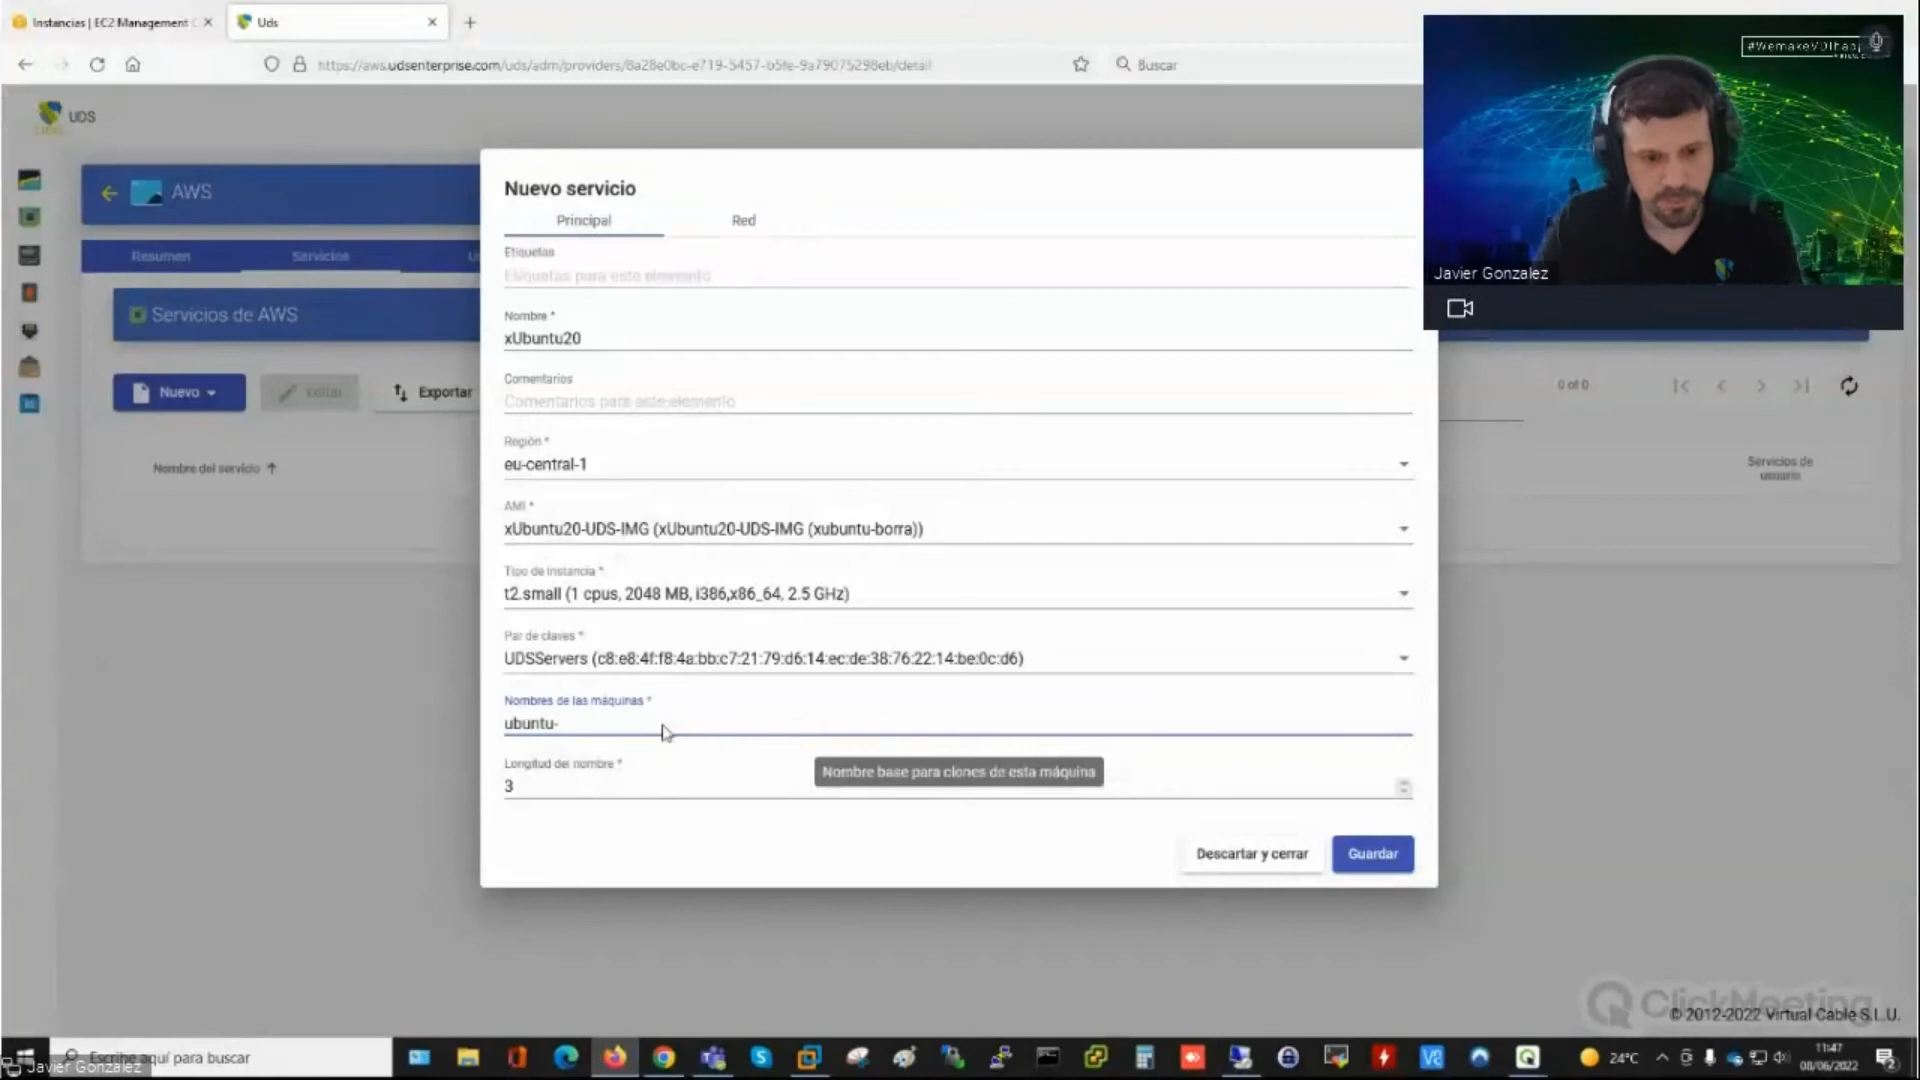 Instancias | EC2 Management C
Uds
https://aws.udsenterprise.com/uds/adm/providers/8a28e0bc-e719-5457-b5fe-9a79075298eb/detail
Buscar
#WemakeVDIhap
Javier Gonzalez
UDS
AWS
Resumen
Servicios
Servicios de AWS
Nuevo
Editar
Exportar
0 of 0
Nombre del servicio
Servicios de
usuario
Nuevo servicio
Principal
Red
Etiquetas
Etiquetas para este elemento
Nombre *
xUbuntu20
Comentarios
Comentarios para este elemento
Región *
eu-central-1
AMI *
xUbuntu20-UDS-IMG (xUbuntu20-UDS-IMG (xubuntu-borra))
Tipo de instancia *
t2.small (1 cpus, 2048 MB, i386,x86_64, 2.5 GHz)
Par de claves *
UDSServers (c8:e8:4f:f8:4a:bb:c7:21:79:d6:14:ec:de:38:76:22:14:be:0c:d6)
Nombres de las máquinas *
ubuntu-
Nombre base para clones de esta máquina
Longitud del nombre *
3
Descartar y cerrar
Guardar
ClickMeeting
© 2012-2022 Virtual Cable S.L.U.
Escribe aquí para buscar
Javier Gonzalez
24°C
11:47
08/06/2022